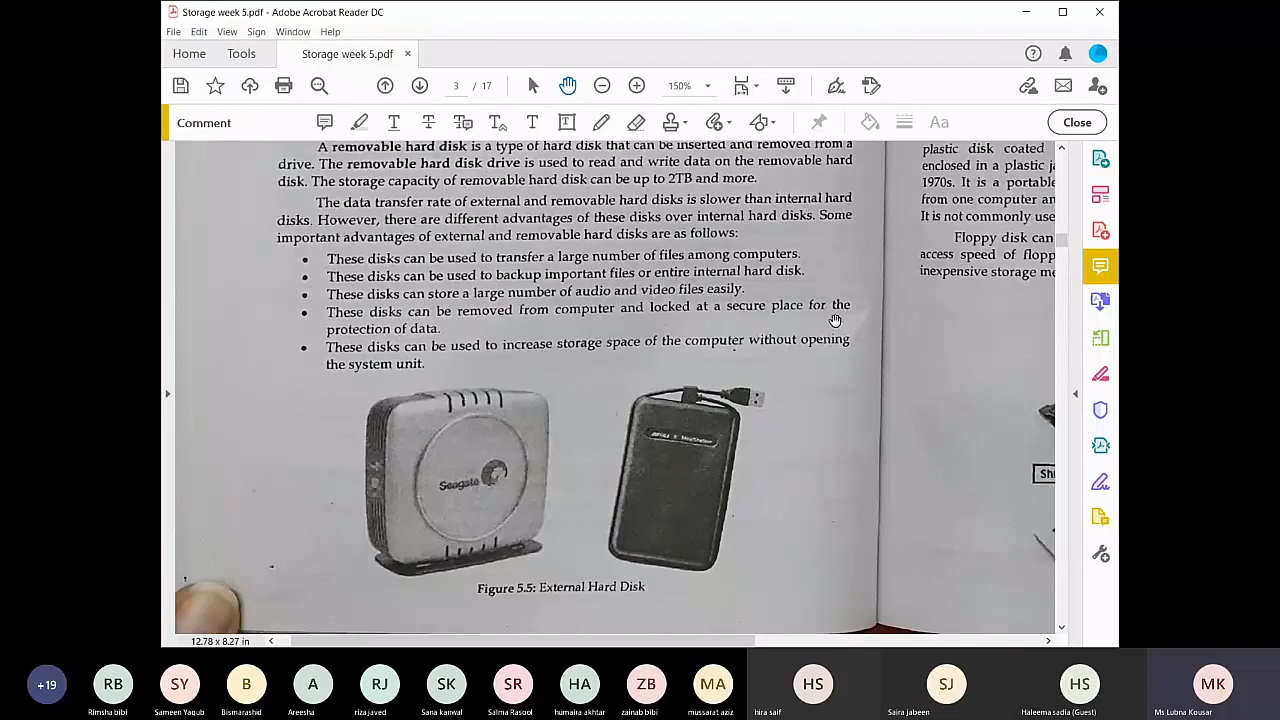 Storage week 5.pdf - Adobe Acrobat Reader DC
File Edit View Sign Window Help
Home Tools Storage week 5.pdf ×
3 / 17 150%
Comment
Aa
Close
A removable hard disk is a type of hard disk that can be inserted and removed from a
drive. The removable hard disk drive is used to read and write data on the removable hard
disk. The storage capacity of removable hard disk can be up to 2TB and more.
The data transfer rate of external and removable hard disks is slower than internal hard
disks. However, there are different advantages of these disks over internal hard disks. Some
important advantages of external and removable hard disks are as follows:
• These disks can be used to transfer a large number of files among computers.
• These disks can be used to backup important files or entire internal hard disk.
• These disks can store a large number of audio and video files easily.
• These disks can be removed from computer and locked at a secure place for the
protection of data.
• These disks can be used to increase storage space of the computer without opening
the system unit.
Seagate
Figure 5.5: External Hard Disk
plastic disk coated
enclosed in a plastic ja
1970s. It is a portable
from one computer an
It is not commonly use
Floppy disk can
access speed of flopp
inexpensive storage me
Sh
12.78 x 8.27 in
+19
RB
SY
B
A
RJ
SK
SR
HA
ZB
MA
HS
SJ
HS
MK
Rimsha bibi
Sameen Yaqub
Bismarashid
Areesha
riza javed
Sana kanwal
Salma Rasool
humaira akhtar
zainab bibi
mussarat aziz
hira saif
Saira jabeen
Haleema sadia (Guest)
Ms Lubna Kousar